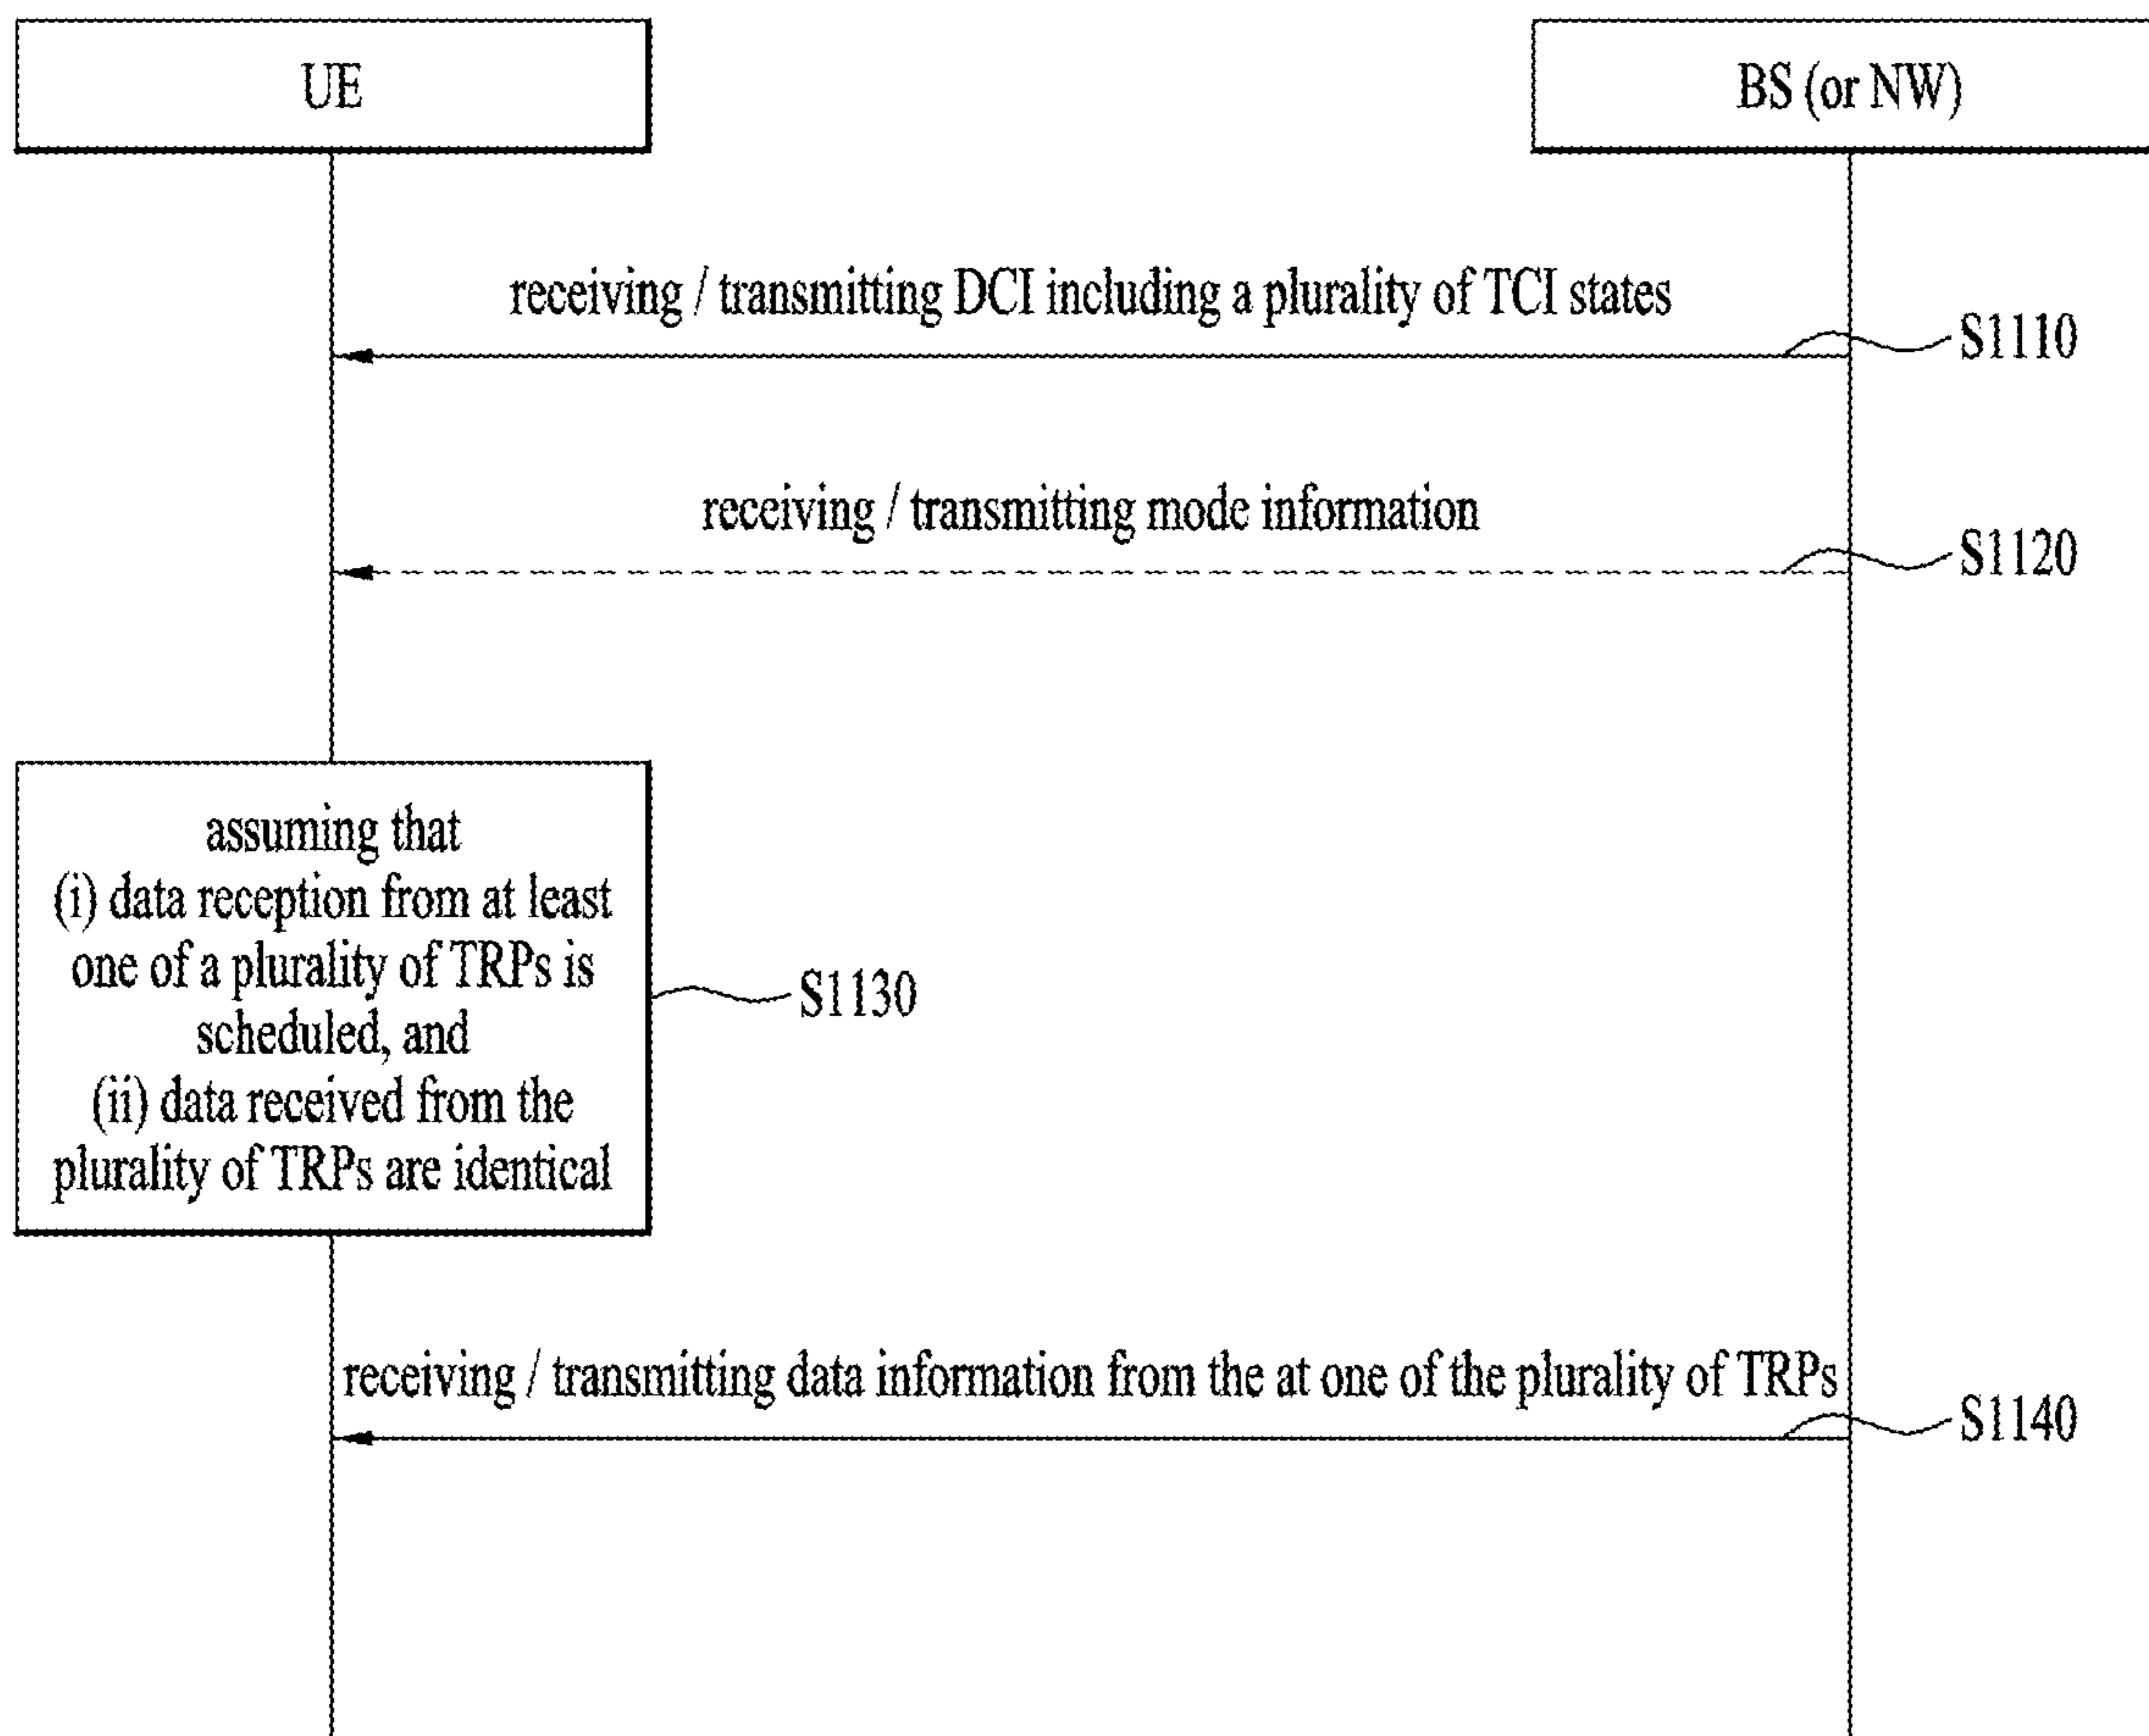 UE
BS (or NW)
receiving / transmitting DCI including a plurality of TCI states
S1110
receiving / transmitting mode information
S1120
assuming that
(i) data reception from at least
one of a plurality of TRPs is
scheduled, and
(ii) data received from the
plurality of TRPs are identical
S1130
receiving / transmitting data information from the at one of the plurality of TRPs
S1140